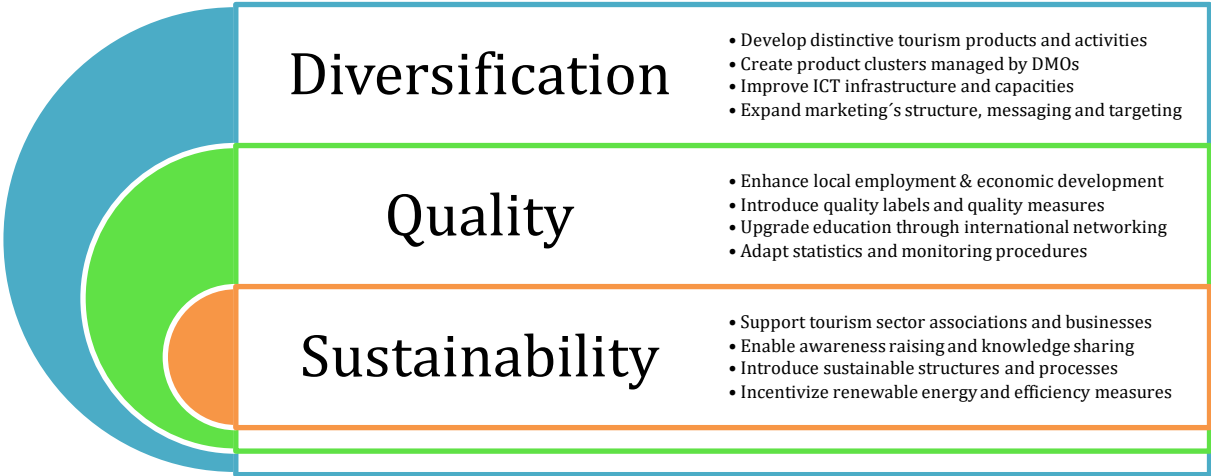 Diversification
• Develop distinctive tourism products and activities
• Create product clusters managed by DMOs
• Improve ICT infrastructure and capacities
• Expand marketing´s structure, messaging and targeting
Quality
• Enhance local employment & economic development
• Introduce quality labels and quality measures
• Upgrade education through international networking
• Adapt statistics and monitoring procedures
Sustainability
• Support tourism sector associations and businesses
• Enable awareness raising and knowledge sharing
• Introduce sustainable structures and processes
• Incentivize renewable energy and efficiency measures